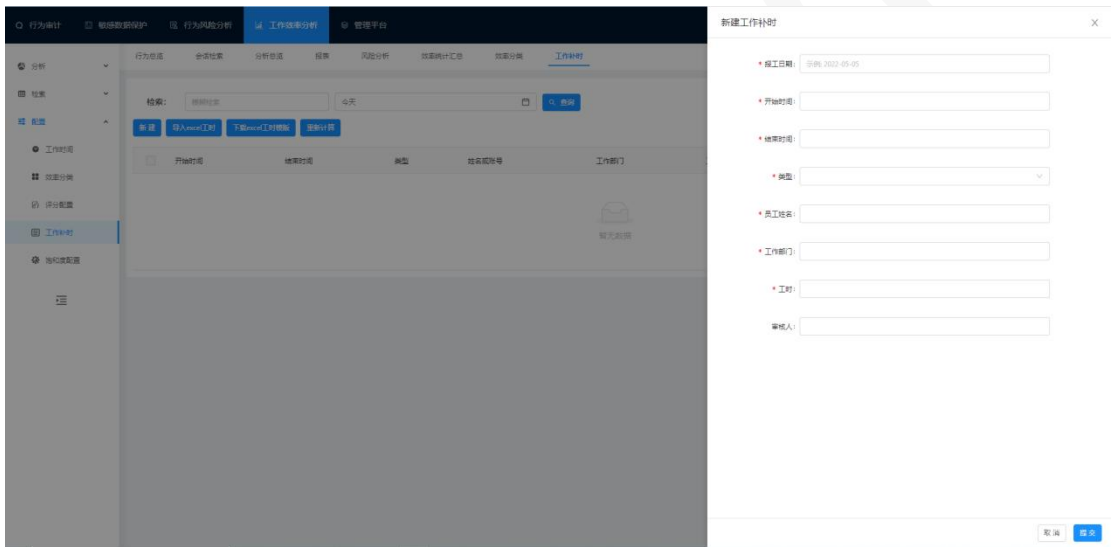 行为审计 敏感数据保护 行为风险分析 工作效率分析 管理平台
新建工作补时
分析
检索
配置
工作时间
效率分类
评分配置
工作补时
饱和度配置
行为总览 会话检索 分析总览 报表 风险分析 效率统计汇总 效率分类 工作补时
检索: 模糊检索 今天 查询
新建 导入excel工时 下载excel工时模板 重新计算
开始时间 结束时间 类型 姓名或账号 工作部门
暂无数据
* 报工日期: 示例: 2022-05-05
* 开始时间:
* 结束时间:
* 类型:
* 员工姓名:
* 工作部门:
* 工时:
审核人:
取 消 提 交